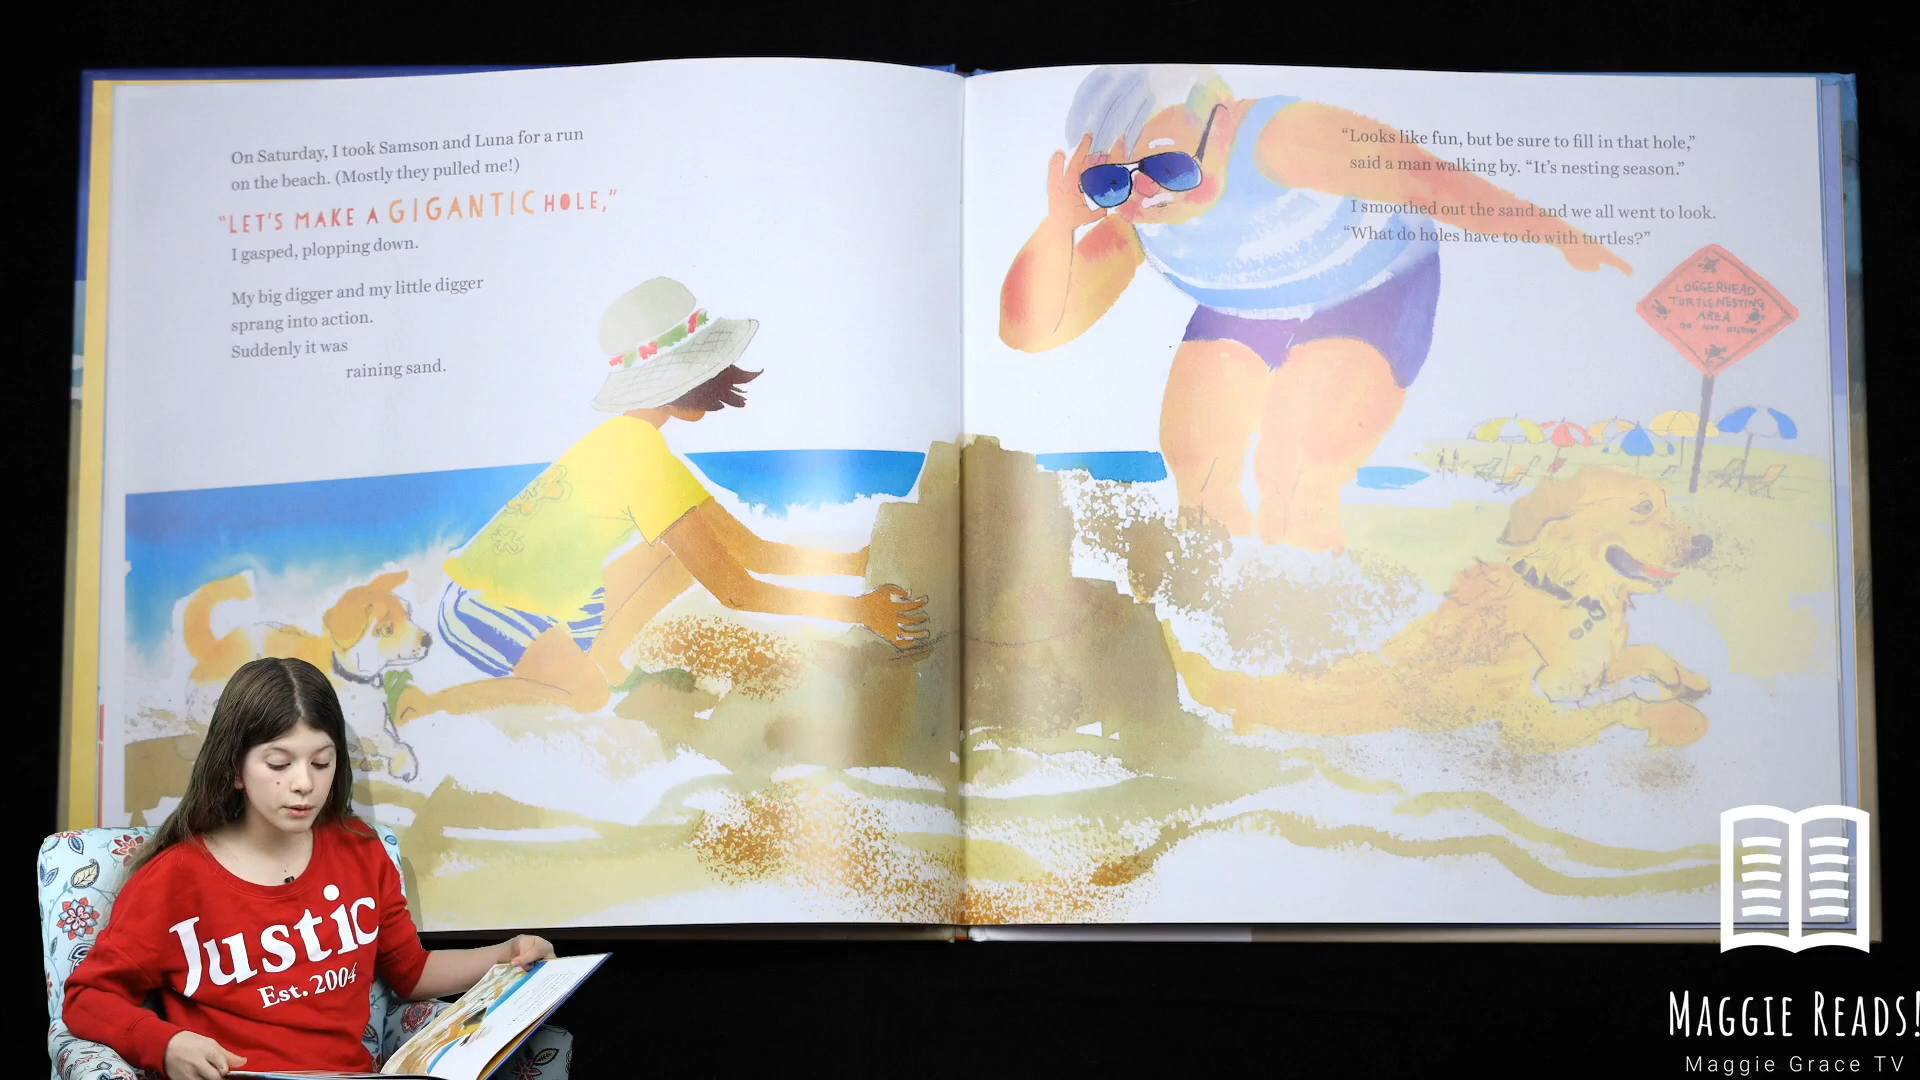 On Saturday, I took Samson and Luna for a run
on the beach. (Mostly they pulled me!)
"LET'S MAKE A GIGANTIC HOLE,"
I gasped, plopping down.
My big digger and my little digger
sprang into action.
Suddenly it was
raining sand.
“Looks like fun, but be sure to fill in that hole,”
said a man walking by. “It’s nesting season.”
I smoothed out the sand and we all went to look.
“What do holes have to do with turtles?”
LOGGERHEAD
TURTLE NESTING
AREA
DO NOT DISTURB
Justic
Est. 2004
MAGGIE READS!
Maggie Grace TV